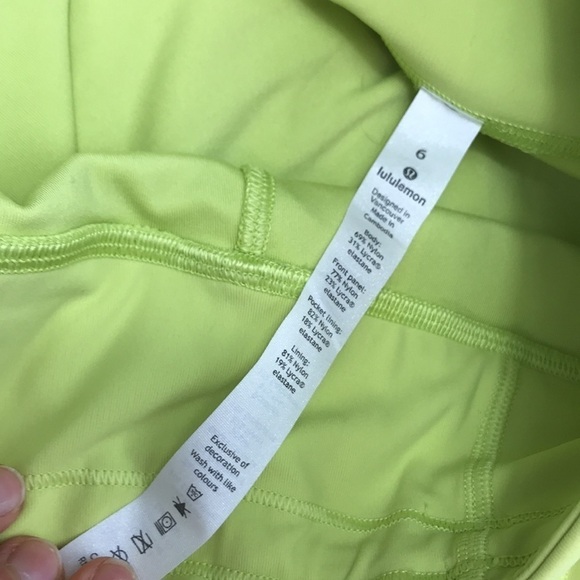 6
lululemon
Designed in
Vancouver
Made in
Cambodia
Body:
69% Nylon
31% Lycra®
elastane
Front panel:
77% Nylon
23% Lycra®
elastane
Pocket lining:
82% Nylon
18% Lycra®
elastane
Lining:
81% Nylon
19% Lycra®
elastane
Exclusive of
decoration
Wash with like
colours